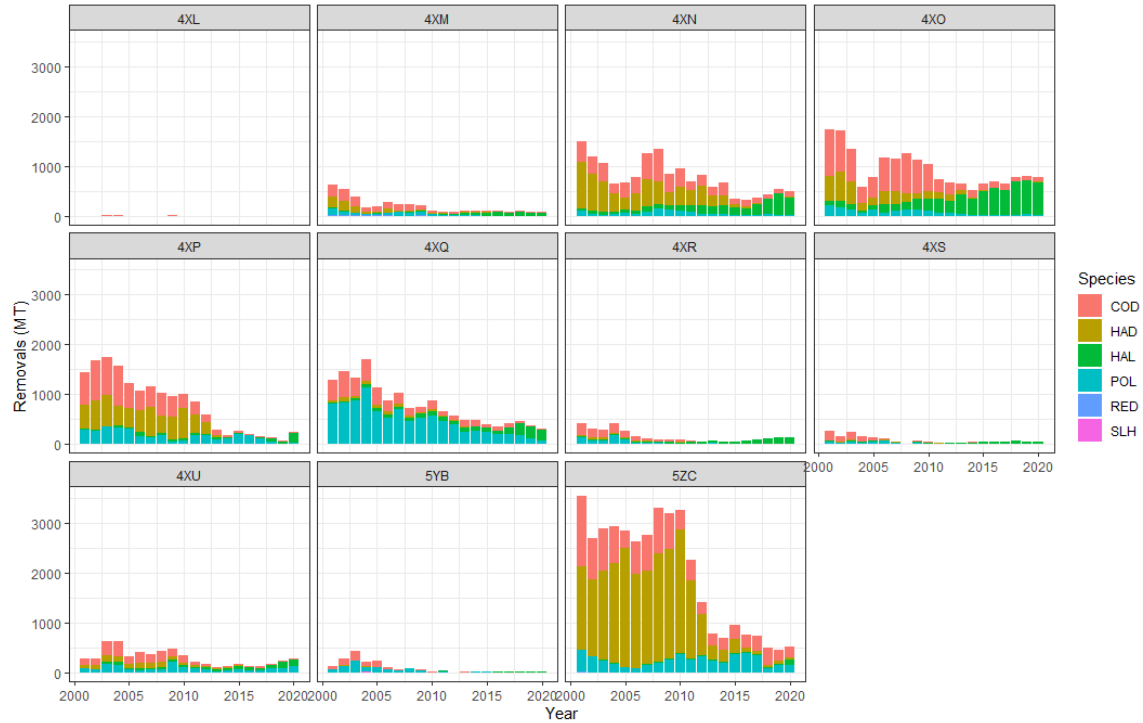 4XL 4XM 4XN 4XO
3000
2000
1000
0
4XP 4XQ 4XR 4XS
3000
2000
1000
0
2000 2005 2010 2015 2020
4XU 5YB 5ZC
3000
2000
1000
0
2000 2005 2010 2015 2020 2000 2005 2010 2015 2020 2000 2005 2010 2015 2020
Year
Removals (MT)
Species
COD
HAD
HAL
POL
RED
SLH